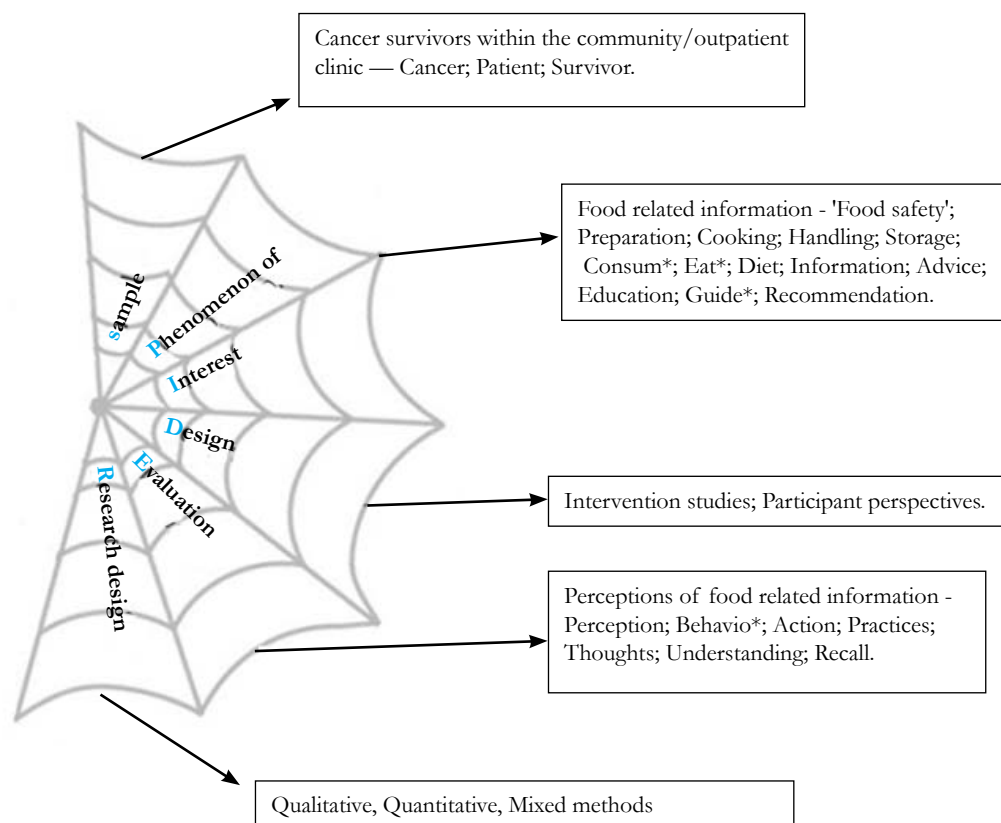 Cancer survivors within the community/outpatient
clinic — Cancer; Patient; Survivor.
Food related information - 'Food safety';
Preparation; Cooking; Handling; Storage;
Consum*; Eat*; Diet; Information; Advice;
Education; Guide*; Recommendation.
sample
Phenomenon of
Interest
Design
Evaluation
Research design
Intervention studies; Participant perspectives.
Perceptions of food related information -
Perception; Behavio*; Action; Practices;
Thoughts; Understanding; Recall.
Qualitative, Quantitative, Mixed methods